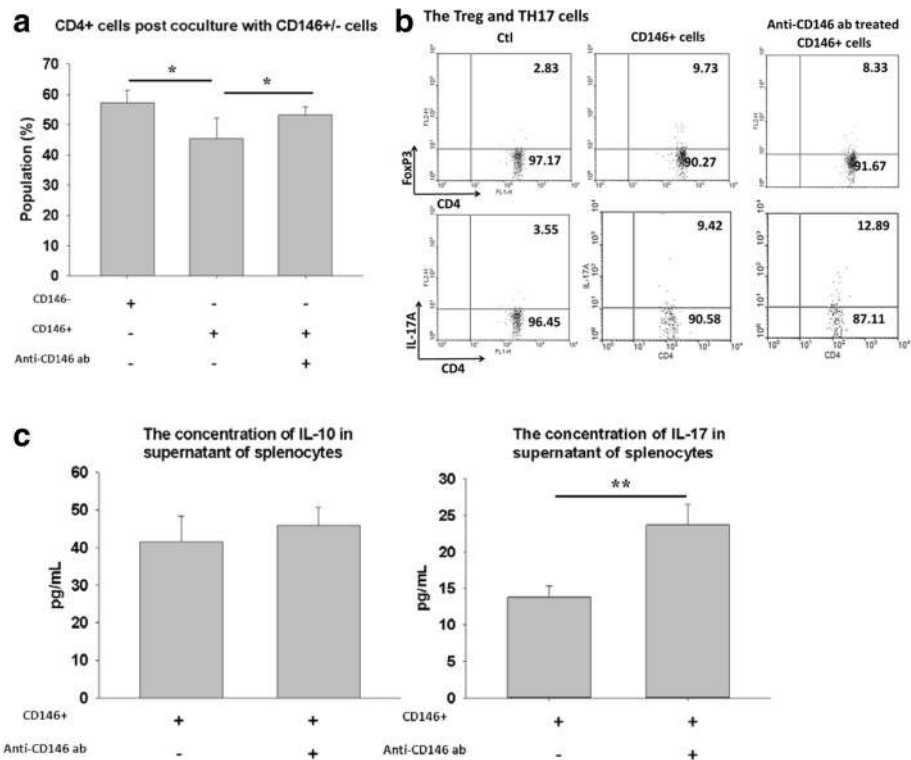 a
CD4+ cells post coculture with CD146+/- cells
*
*
70
60
50
40
30
20
10
0
Population (%)
CD146-
+
-
-
CD146+
-
+
+
Anti-CD146 ab
-
-
+
b
The Treg and TH17 cells
Ctl
CD146+ cells
Anti-CD146 ab treated
CD146+ cells
2.83
97.17
9.73
90.27
8.33
91.67
FL2-H
FL1-H
FoxP3
CD4
3.55
96.45
9.42
90.58
12.89
87.11
FL2-H
FL1-H
IL-17A
CD4
IL-17A
CD4
CD4
c
The concentration of IL-10 in
supernatant of splenocytes
60
50
40
30
20
10
0
pg/mL
CD146+
+
+
Anti-CD146 ab
-
+
The concentration of IL-17 in
supernatant of splenocytes
**
30
25
20
15
10
5
0
pg/mL
CD146+
+
+
Anti-CD146 ab
-
+